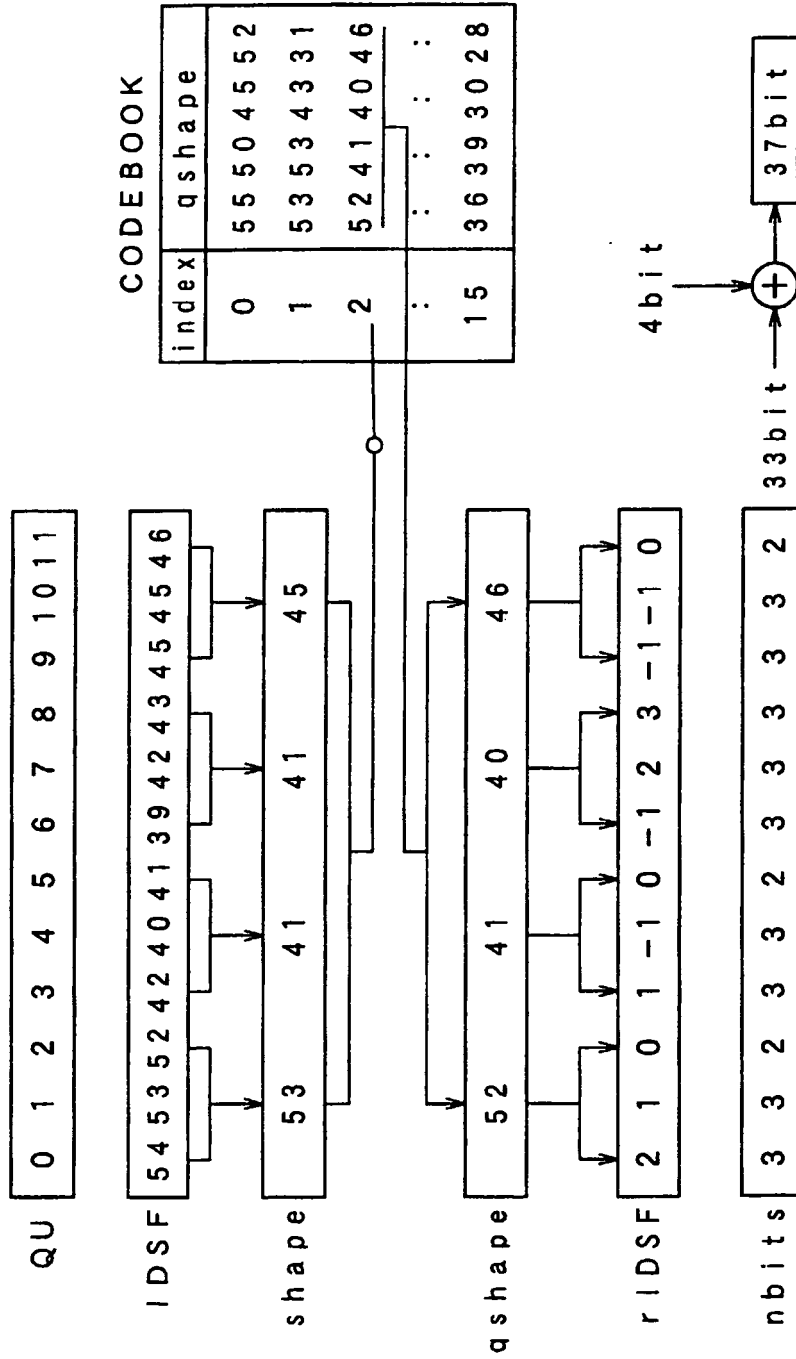 QU 0 1 2 3 4 5 6 7 8 9 10 11
IDSF 54 53 52 42 40 41 39 42 43 45 45 46
shape 53 41 41 45
CODEBOOK
index qshape
0 55 50 45 52
1 53 53 43 31
2 52 41 40 46
: : : : :
15 36 39 30 28
qshape 52 41 40 46
rIDSF 2 1 0 1 -1 0 -1 2 3 -1 -1 0
4bit
nbits 3 3 2 3 3 2 3 3 3 3 3 2 33bit + 37bit